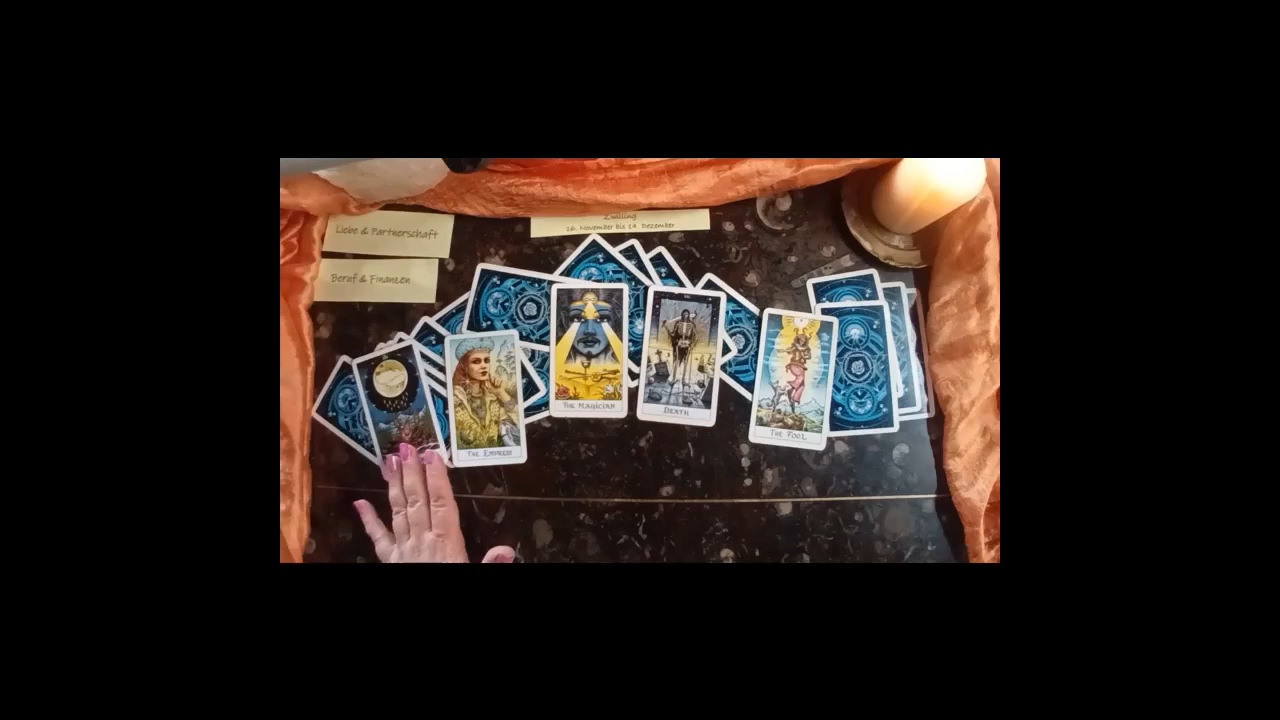 Zwilling
26. November bis 24. Dezember
Liebe & Partnerschaft
Beruf & Finanzen
THE EMPRESS
THE MAGICIAN
DEATH
THE FOOL